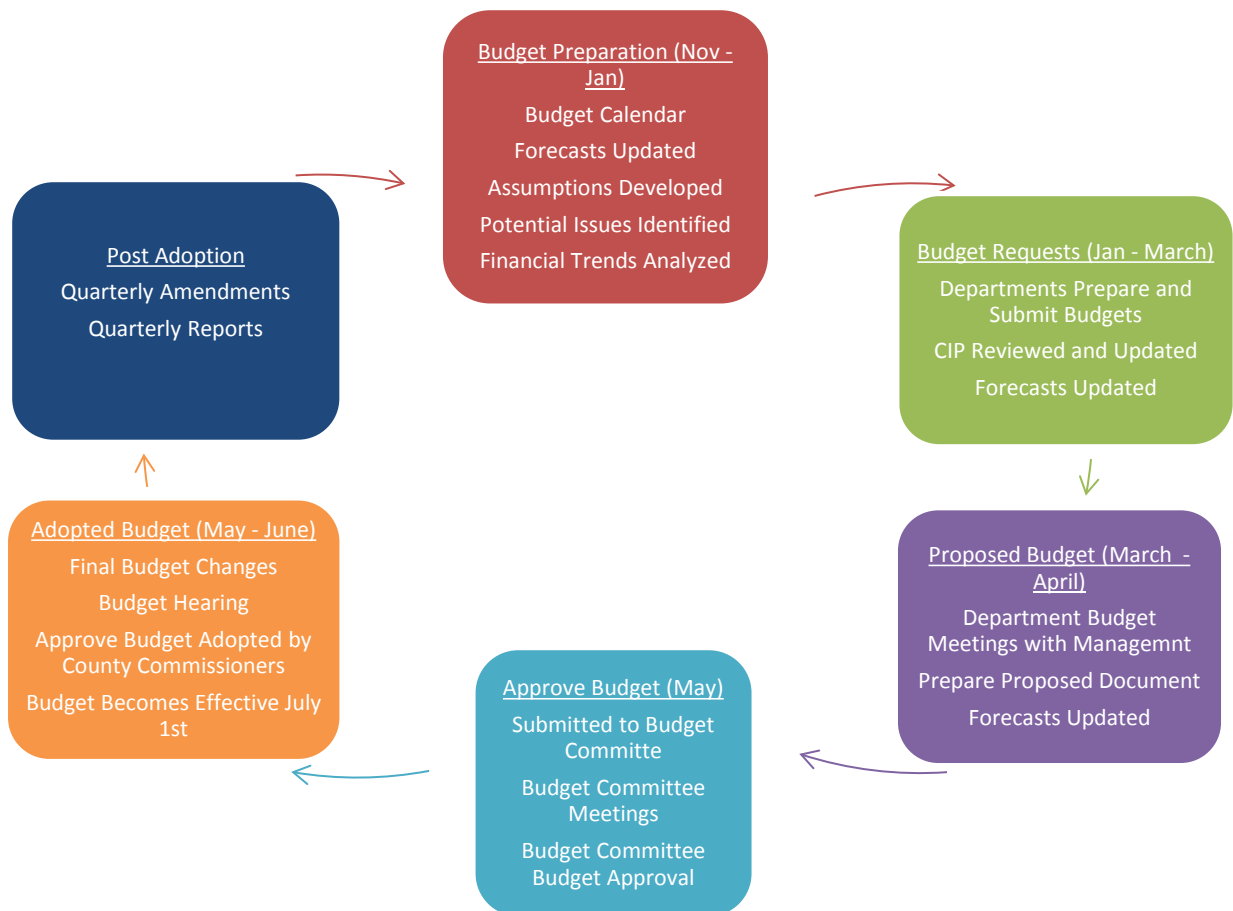 Budget Preparation (Nov -
Jan)
Budget Calendar
Forecasts Updated
Assumptions Developed
Potential Issues Identified
Financial Trends Analyzed
Budget Requests (Jan - March)
Departments Prepare and
Submit Budgets
CIP Reviewed and Updated
Forecasts Updated
Proposed Budget (March -
April)
Department Budget
Meetings with Managemnt
Prepare Proposed Document
Forecasts Updated
Approve Budget (May)
Submitted to Budget
Committe
Budget Committee
Meetings
Budget Committee
Budget Approval
Adopted Budget (May - June)
Final Budget Changes
Budget Hearing
Approve Budget Adopted by
County Commissioners
Budget Becomes Effective July
1st
Post Adoption
Quarterly Amendments
Quarterly Reports